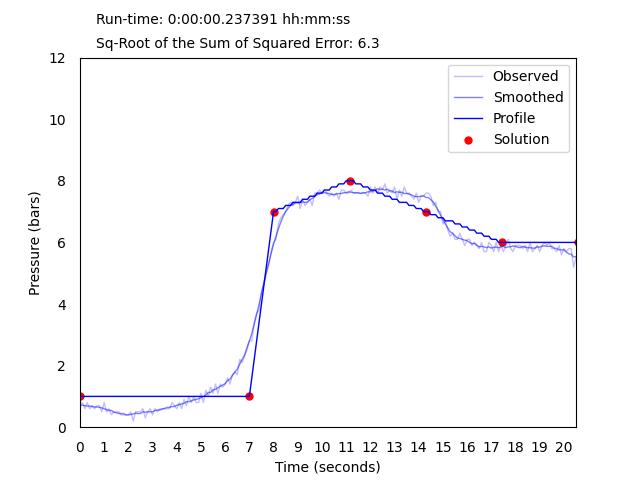 Run-time: 0:00:00.237391 hh:mm:ss
Sq-Root of the Sum of Squared Error: 6.3
12
10
8
6
4
2
0
Pressure (bars)
Observed
Smoothed
Profile
Solution
0 1 2 3 4 5 6 7 8 9 10 11 12 13 14 15 16 17 18 19 20
Time (seconds)